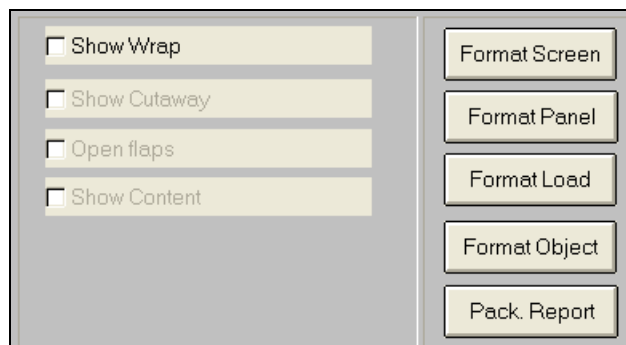 Show Wrap
Show Cutaway
Open flaps
Show Content
Format Screen
Format Panel
Format Load
Format Object
Pack. Report